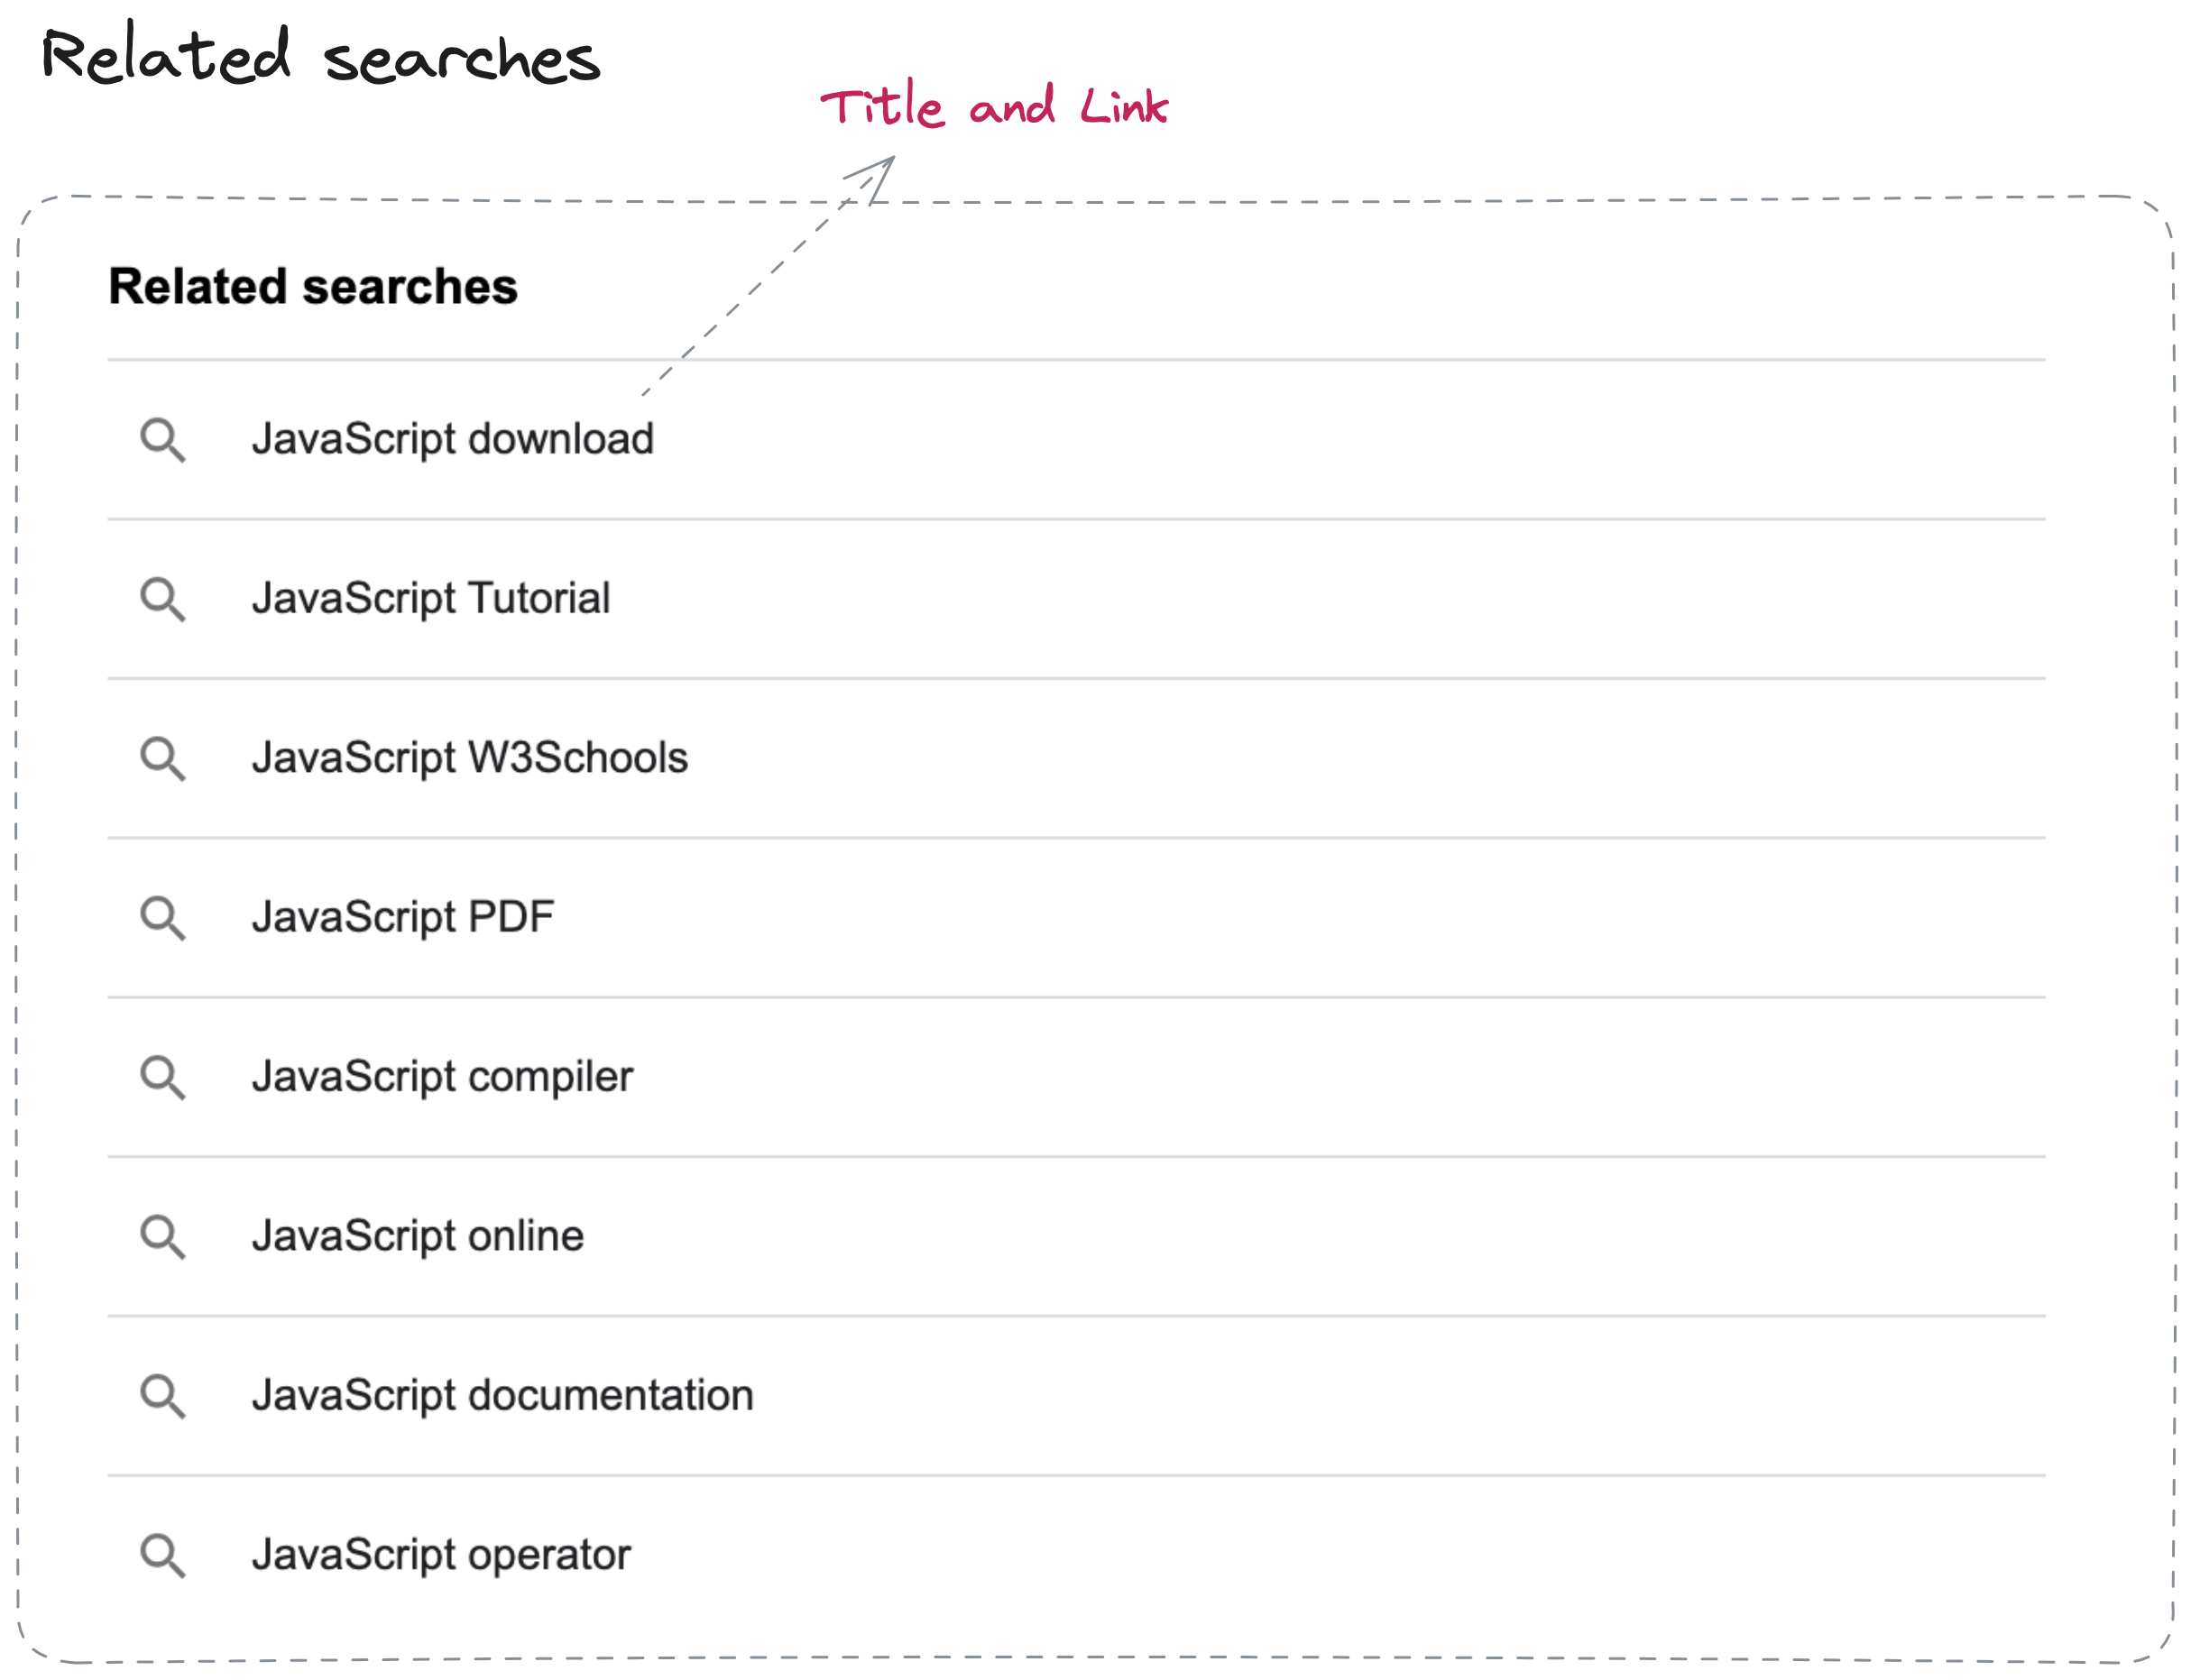 Related searches
Title and Link
Related searches
JavaScript download
JavaScript Tutorial
JavaScript W3Schools
JavaScript PDF
JavaScript compiler
JavaScript online
JavaScript documentation
JavaScript operator